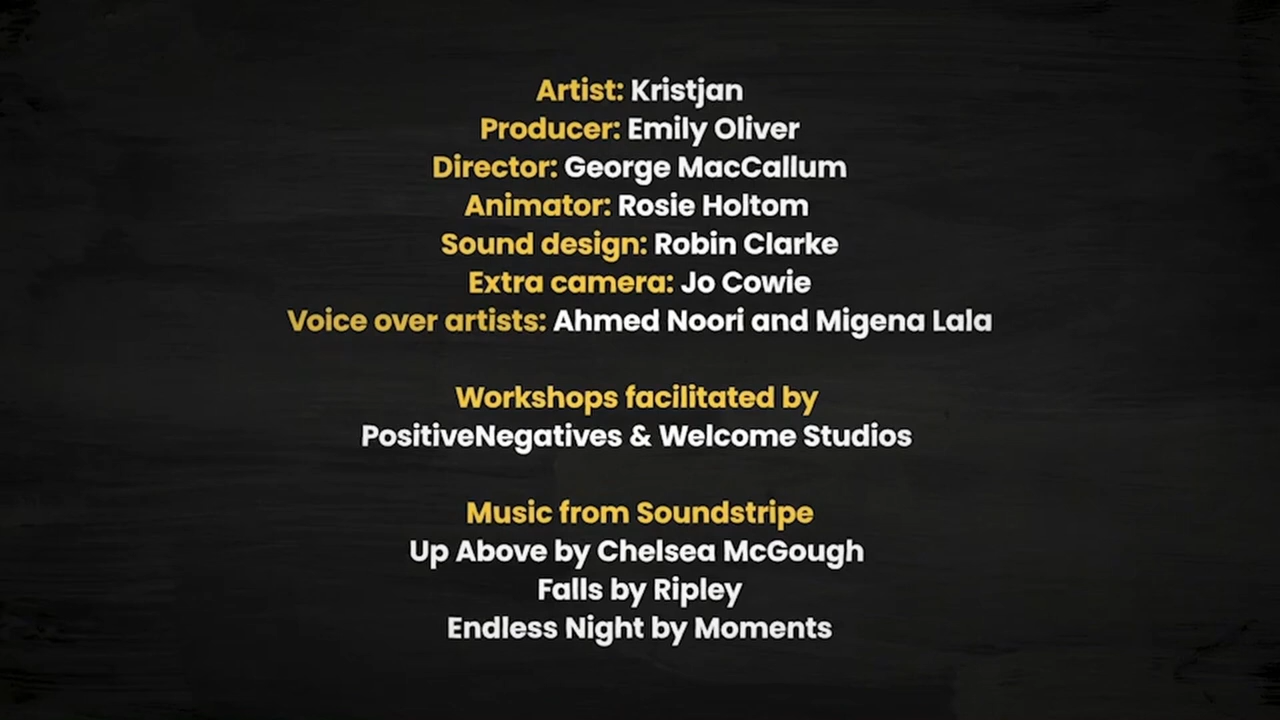 Artist: Kristjan
Producer: Emily Oliver
Director: George MacCallum
Animator: Rosie Holtom
Sound design: Robin Clarke
Extra camera: Jo Cowie
Voice over artists: Ahmed Noori and Migena Lala
Workshops facilitated by
PositiveNegatives & Welcome Studios
Music from Soundstripe
Up Above by Chelsea McGough
Falls by Ripley
Endless Night by Moments